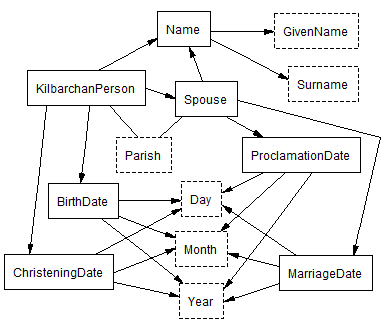 Name
GivenName
KilbarchanPerson
Surname
Spouse
Parish
ProclamationDate
BirthDate
Day
Month
ChristeningDate
MarriageDate
Year